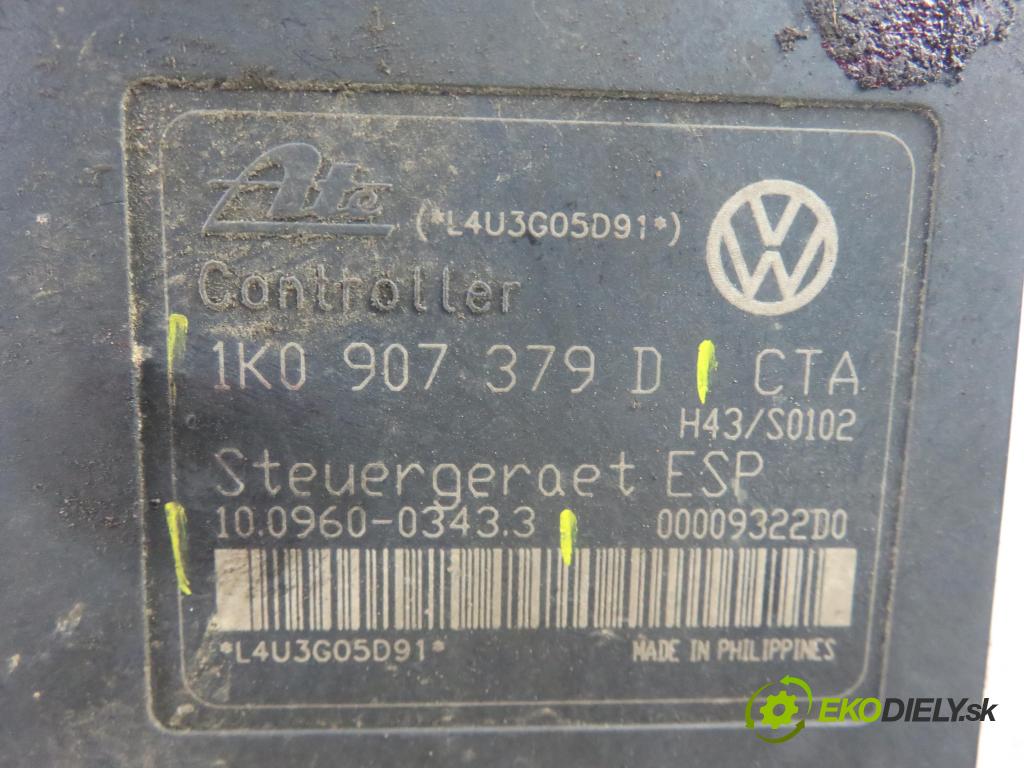 Ate (*L4U3G05D91*)
Controller
1K0 907 379 D CTA
H43/S0102
Steuergeraet ESP
10.0960-0343.3 00009322D0
*L4U3G05D91* MADE IN PHILIPPINES
EKODIELY.sk